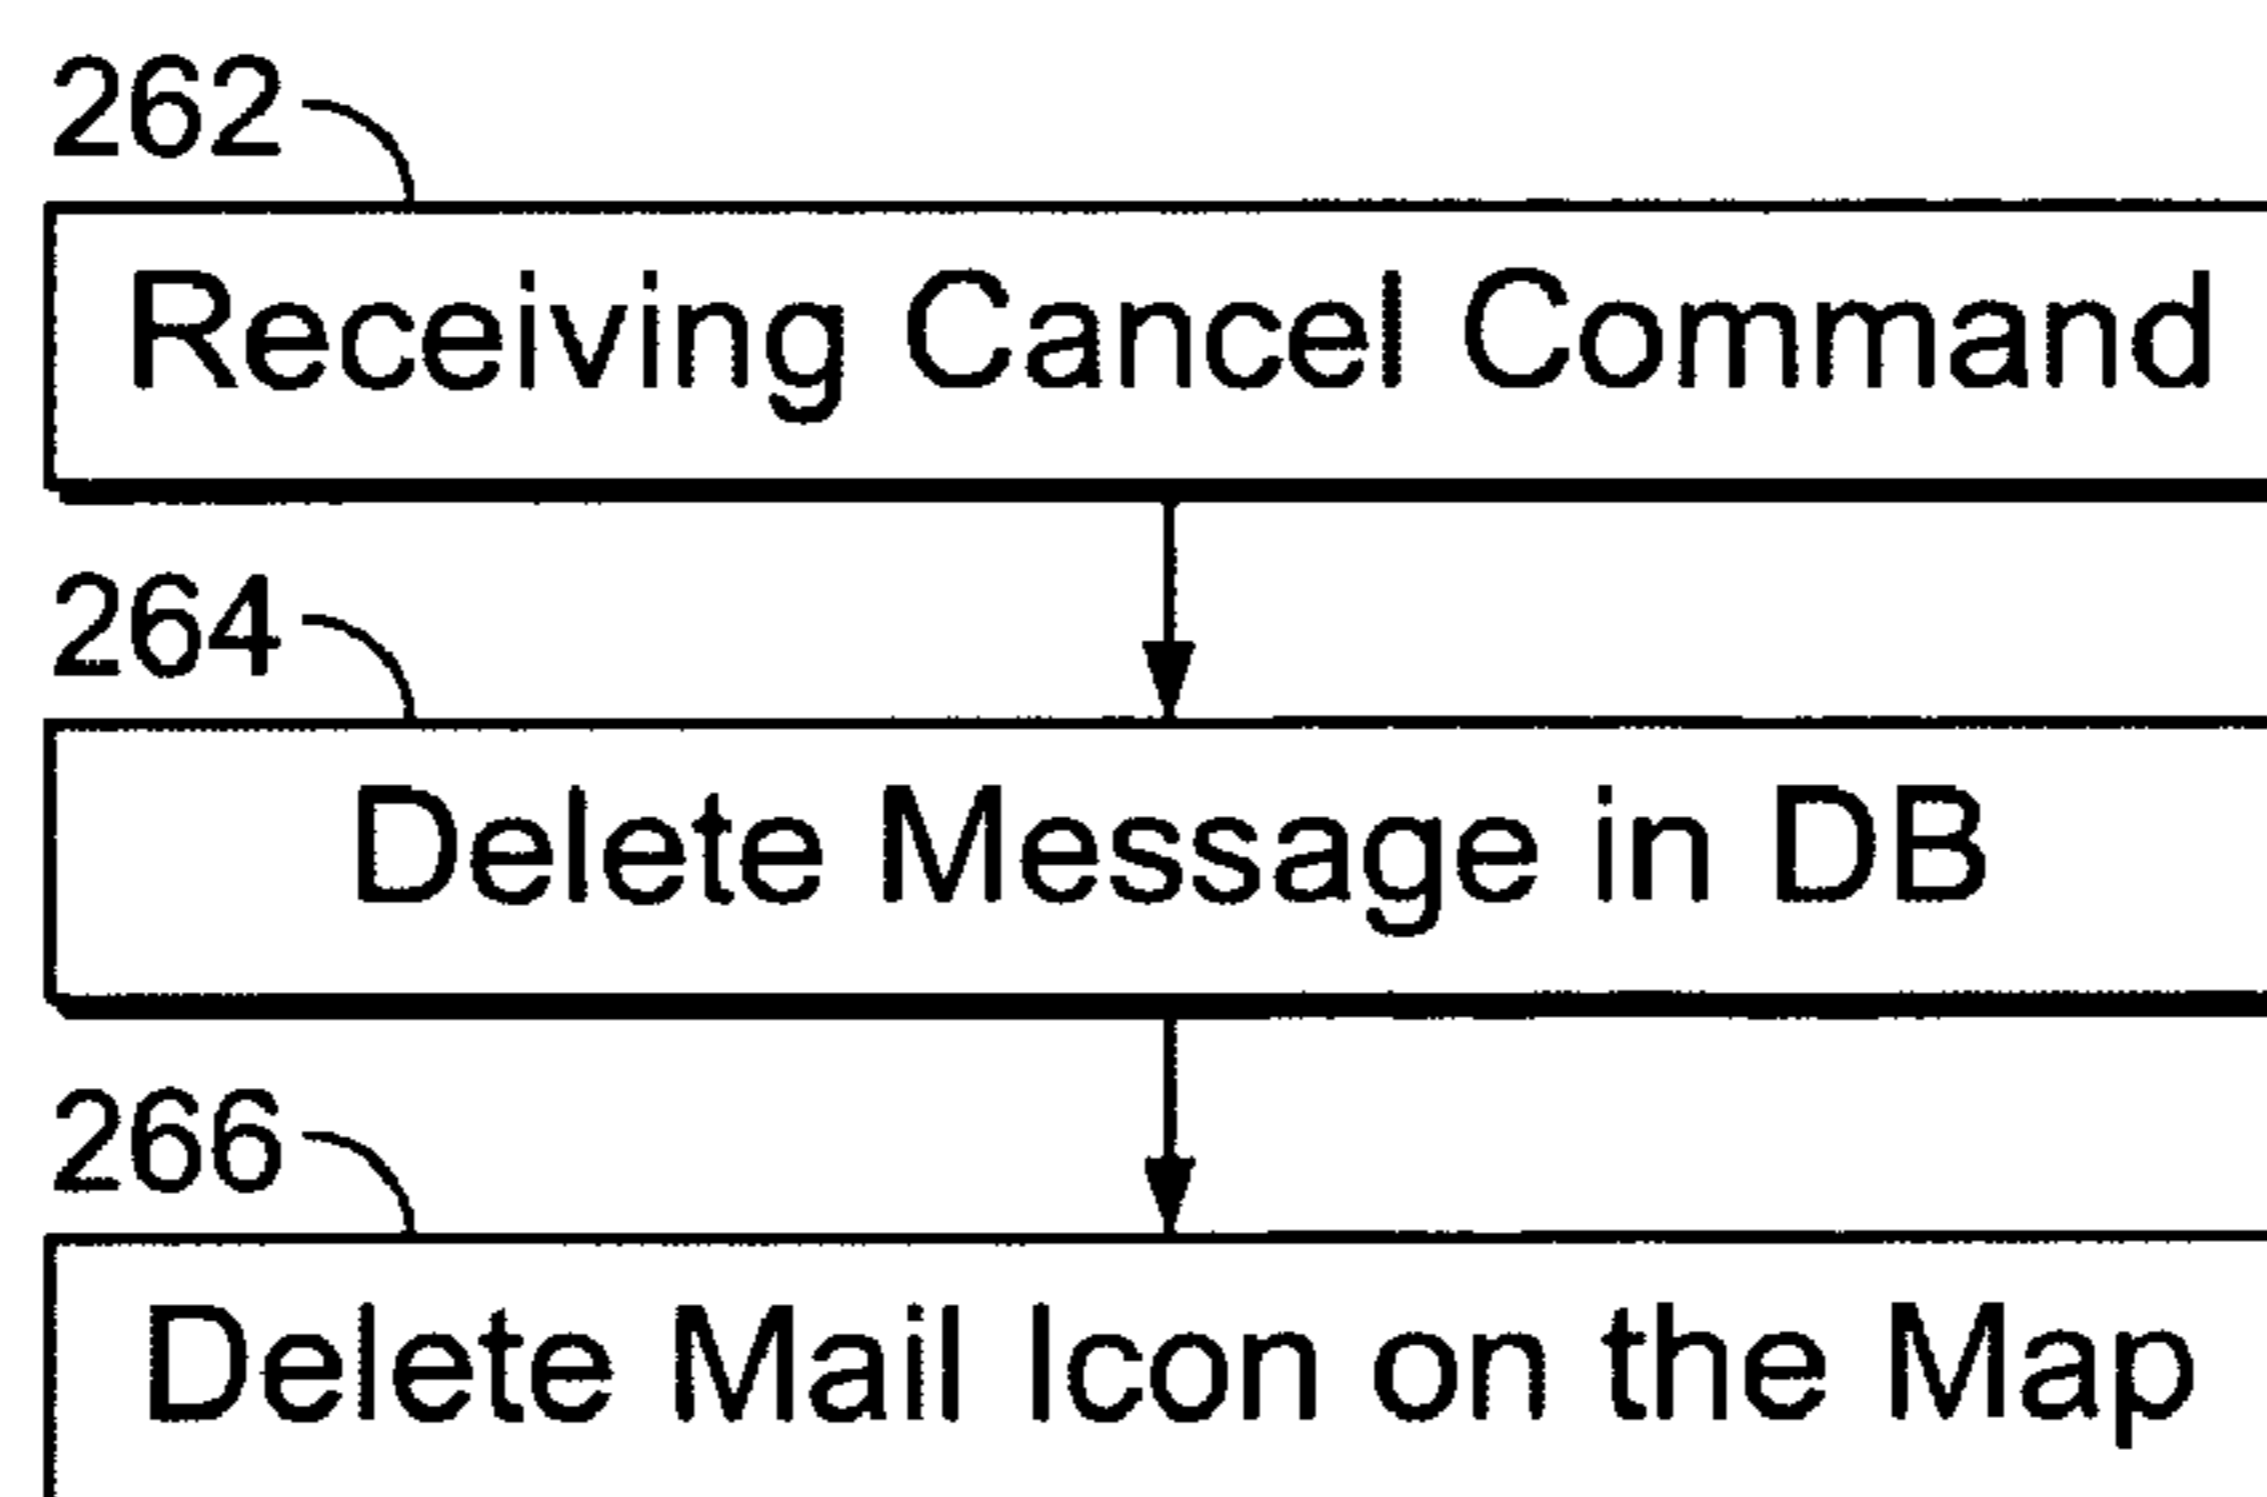 262
Receiving Cancel Command
264
Delete Message in DB
266
Delete Mail Icon on the Map